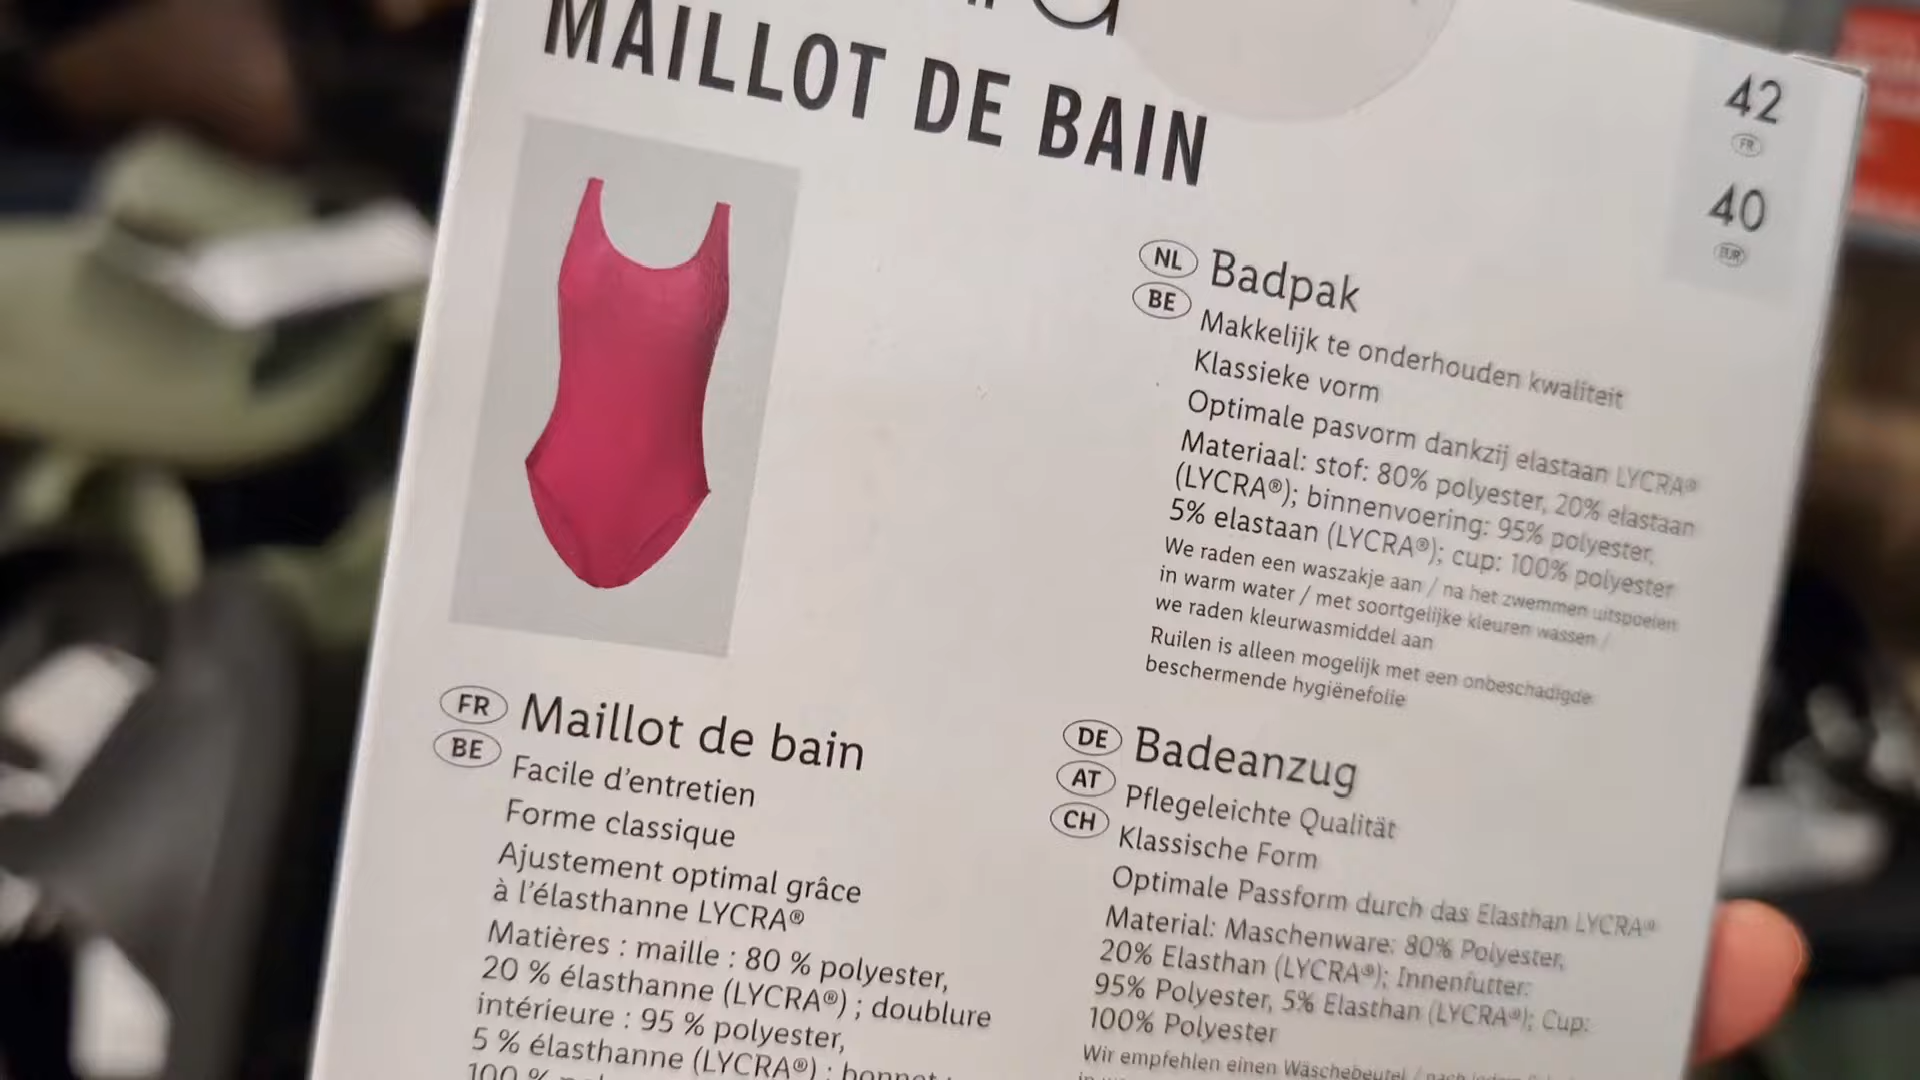 MAILLOT DE BAIN
42
FR
40
EUR
NL
BE
Badpak
Makkelijk te onderhouden kwaliteit
Klassieke vorm
Optimale pasvorm dankzij elastaan LYCRA®
Materiaal: stof: 80% polyester, 20% elastaan
(LYCRA®); binnenvoering: 95% polyester,
5% elastaan (LYCRA®); cup: 100% polyester
We raden een waszakje aan / na het zwemmen uitspoelen
in warm water / met soortgelijke kleuren wassen /
we raden kleurwasmiddel aan
Ruilen is alleen mogelijk met een onbeschadigde
beschermende hygiënefolie
FR
BE
Maillot de bain
Facile d'entretien
Forme classique
Ajustement optimal grâce
à l'élasthanne LYCRA®
Matières : maille : 80 % polyester,
20 % élasthanne (LYCRA®) ; doublure
intérieure : 95 % polyester,
5 % élasthanne (LYCRA®) ; bonnet :
100 %
DE
AT
CH
Badeanzug
Pflegeleichte Qualität
Klassische Form
Optimale Passform durch das Elasthan LYCRA®
Material: Maschenware: 80% Polyester,
20% Elasthan (LYCRA®); Innenfutter:
95% Polyester, 5% Elasthan (LYCRA®); Cup:
100% Polyester
Wir empfehlen einen Wäschebeutel / nach